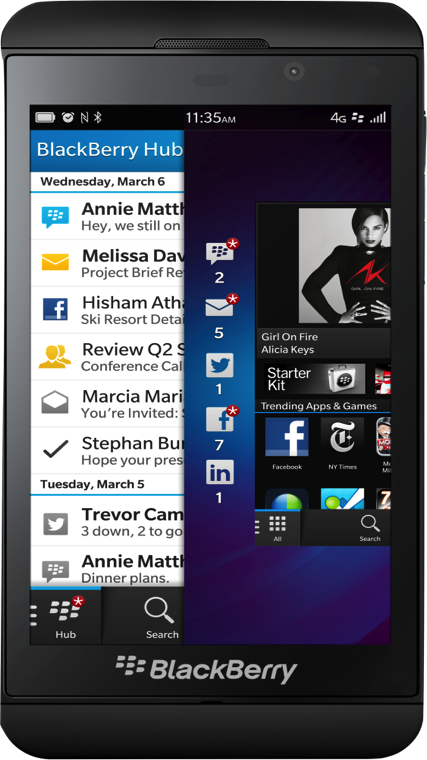 11:35AM
4G
BlackBerry Hub
Wednesday, March 6
Annie Matth
Hey, we still on
Melissa Dav
Project Brief Re
Hisham Atha
Ski Resort Detai
Review Q2 S
Conference Cal
Marcia Mari
You're Invited: S
Stephan Bur
Hope your pres
Tuesday, March 5
Trevor Cam
3 down, 2 to go
Annie Matth
Dinner plans.
Hub
Search
2
5
1
7
in
1
GIRL ON FIRE
Girl On Fire
Alicia Keys
Starter
Kit
Trending Apps & Games
Facebook
NY Times
Mo
All
Search
BlackBerry